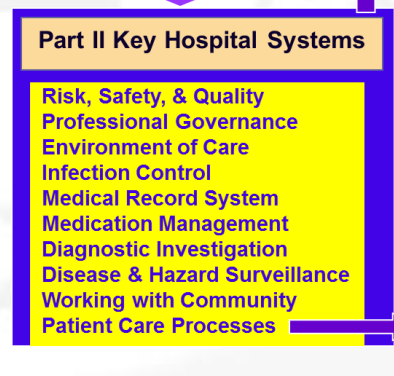 Part II Key Hospital Systems
Risk, Safety, & Quality
Professional Governance
Environment of Care
Infection Control
Medical Record System
Medication Management
Diagnostic Investigation
Disease & Hazard Surveillance
Working with Community
Patient Care Processes